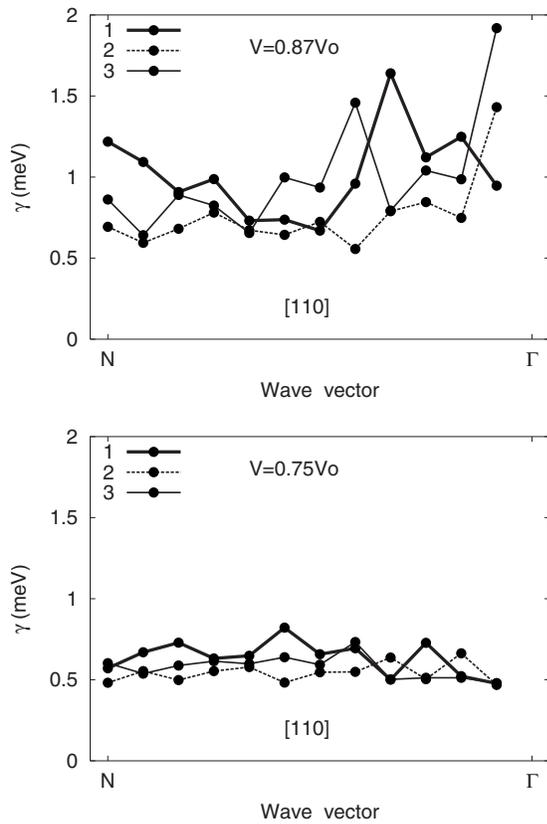 2
1
V=0.87Vo
2
3
1.5
γ (meV)
1
0.5
[110]
0
N
Γ
Wave vector
2
1
V=0.75Vo
2
3
1.5
γ (meV)
1
0.5
[110]
0
N
Γ
Wave vector